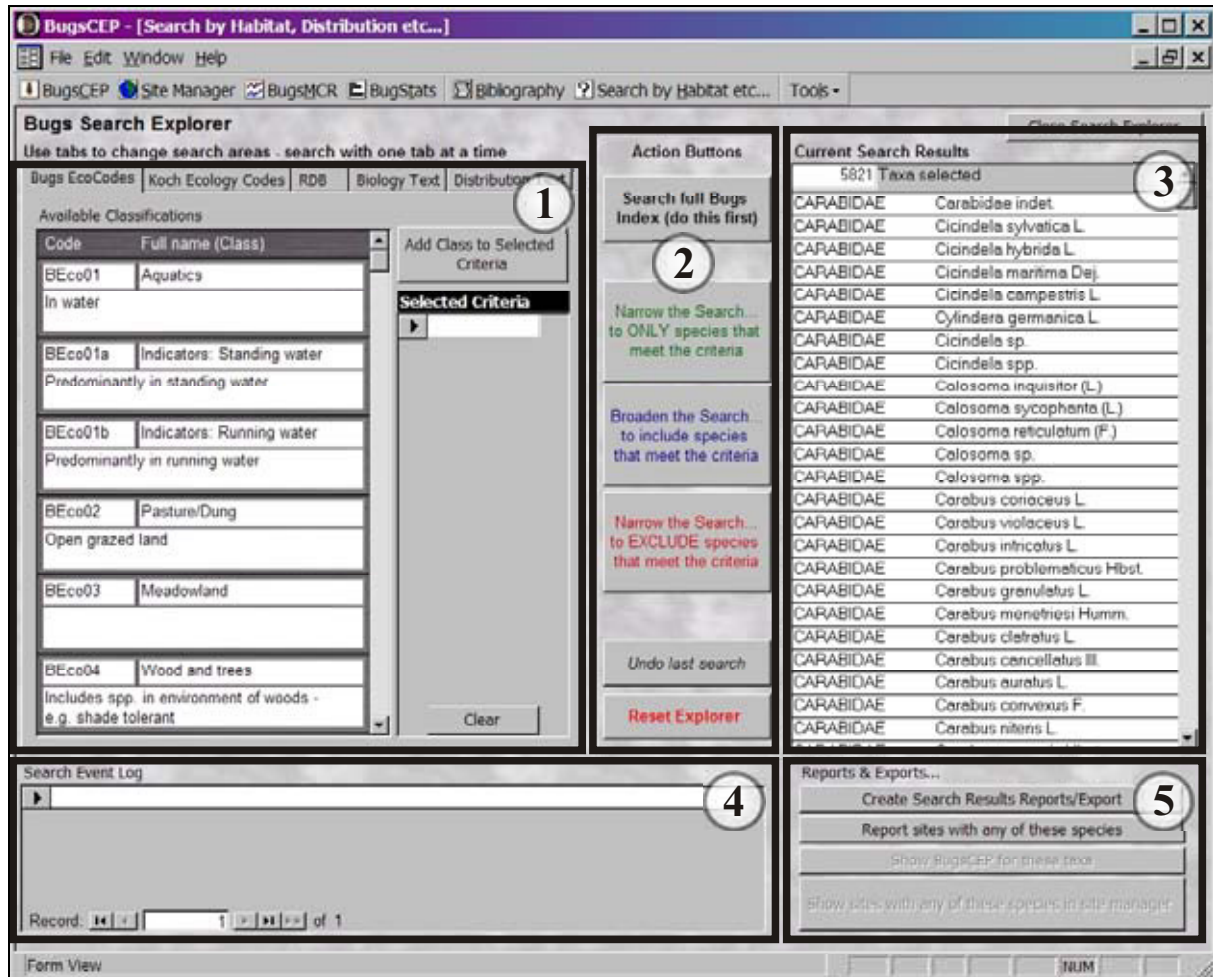 BugsCEP - [Search by Habitat, Distribution etc...]
File Edit Window Help
BugsCEP Site Manager BugsMCR BugStats Bibliography Search by Habitat etc... Tools
Bugs Search Explorer
Close Search Explorer
Use tabs to change search areas - search with one tab at a time
Bugs EcoCodes Koch Ecology Codes RDB Biology Text Distribution Text
1
Available Classifications
Code Full name (Class)
BEco01 Aquatics
In water
BEco01a Indicators: Standing water
Predominantly in standing water
BEco01b Indicators: Running water
Predominantly in running water
BEco02 Pasture/Dung
Open grazed land
BEco03 Meadowland
BEco04 Wood and trees
Includes spp. in environment of woods -
e.g. shade tolerant
Add Class to Selected
Criteria
Selected Criteria
Clear
Action Buttons
Search full Bugs
Index (do this first)
2
Narrow the Search...
to ONLY species that
meet the criteria
Broaden the Search...
to include species
that meet the criteria
Narrow the Search...
to EXCLUDE species
that meet the criteria
Undo last search
Reset Explorer
Current Search Results
3
5821 Taxa selected
CARABIDAE Carabidae indet.
CARABIDAE Cicindela sylvatica L.
CARABIDAE Cicindela hybrida L.
CARABIDAE Cicindela maritima Dej.
CARABIDAE Cicindela campestris L.
CARABIDAE Cylindera germanica L.
CARABIDAE Cicindela sp.
CARABIDAE Cicindela spp.
CARABIDAE Calosoma inquisitor (L.)
CARABIDAE Calosoma sycophanta (L.)
CARABIDAE Calosoma reticulatum (F.)
CARABIDAE Calosoma sp.
CARABIDAE Calosoma spp.
CARABIDAE Carabus coriaceus L.
CARABIDAE Carabus violaceus L.
CARABIDAE Carabus intricatus L.
CARABIDAE Carabus problematicus Hbst.
CARABIDAE Carabus granulatus L.
CARABIDAE Carabus menetriesi Humm.
CARABIDAE Carabus clatratus L.
CARABIDAE Carabus cancellatus Ill.
CARABIDAE Carabus auratus L.
CARABIDAE Carabus convexus F.
CARABIDAE Carabus nitens L.
Search Event Log
4
Record: 1 of 1
Reports & Exports...
5
Create Search Results Reports/Export
Report sites with any of these species
Show BugsCEP for these taxa
Show sites with any of these species in site manager
Form View
NUM